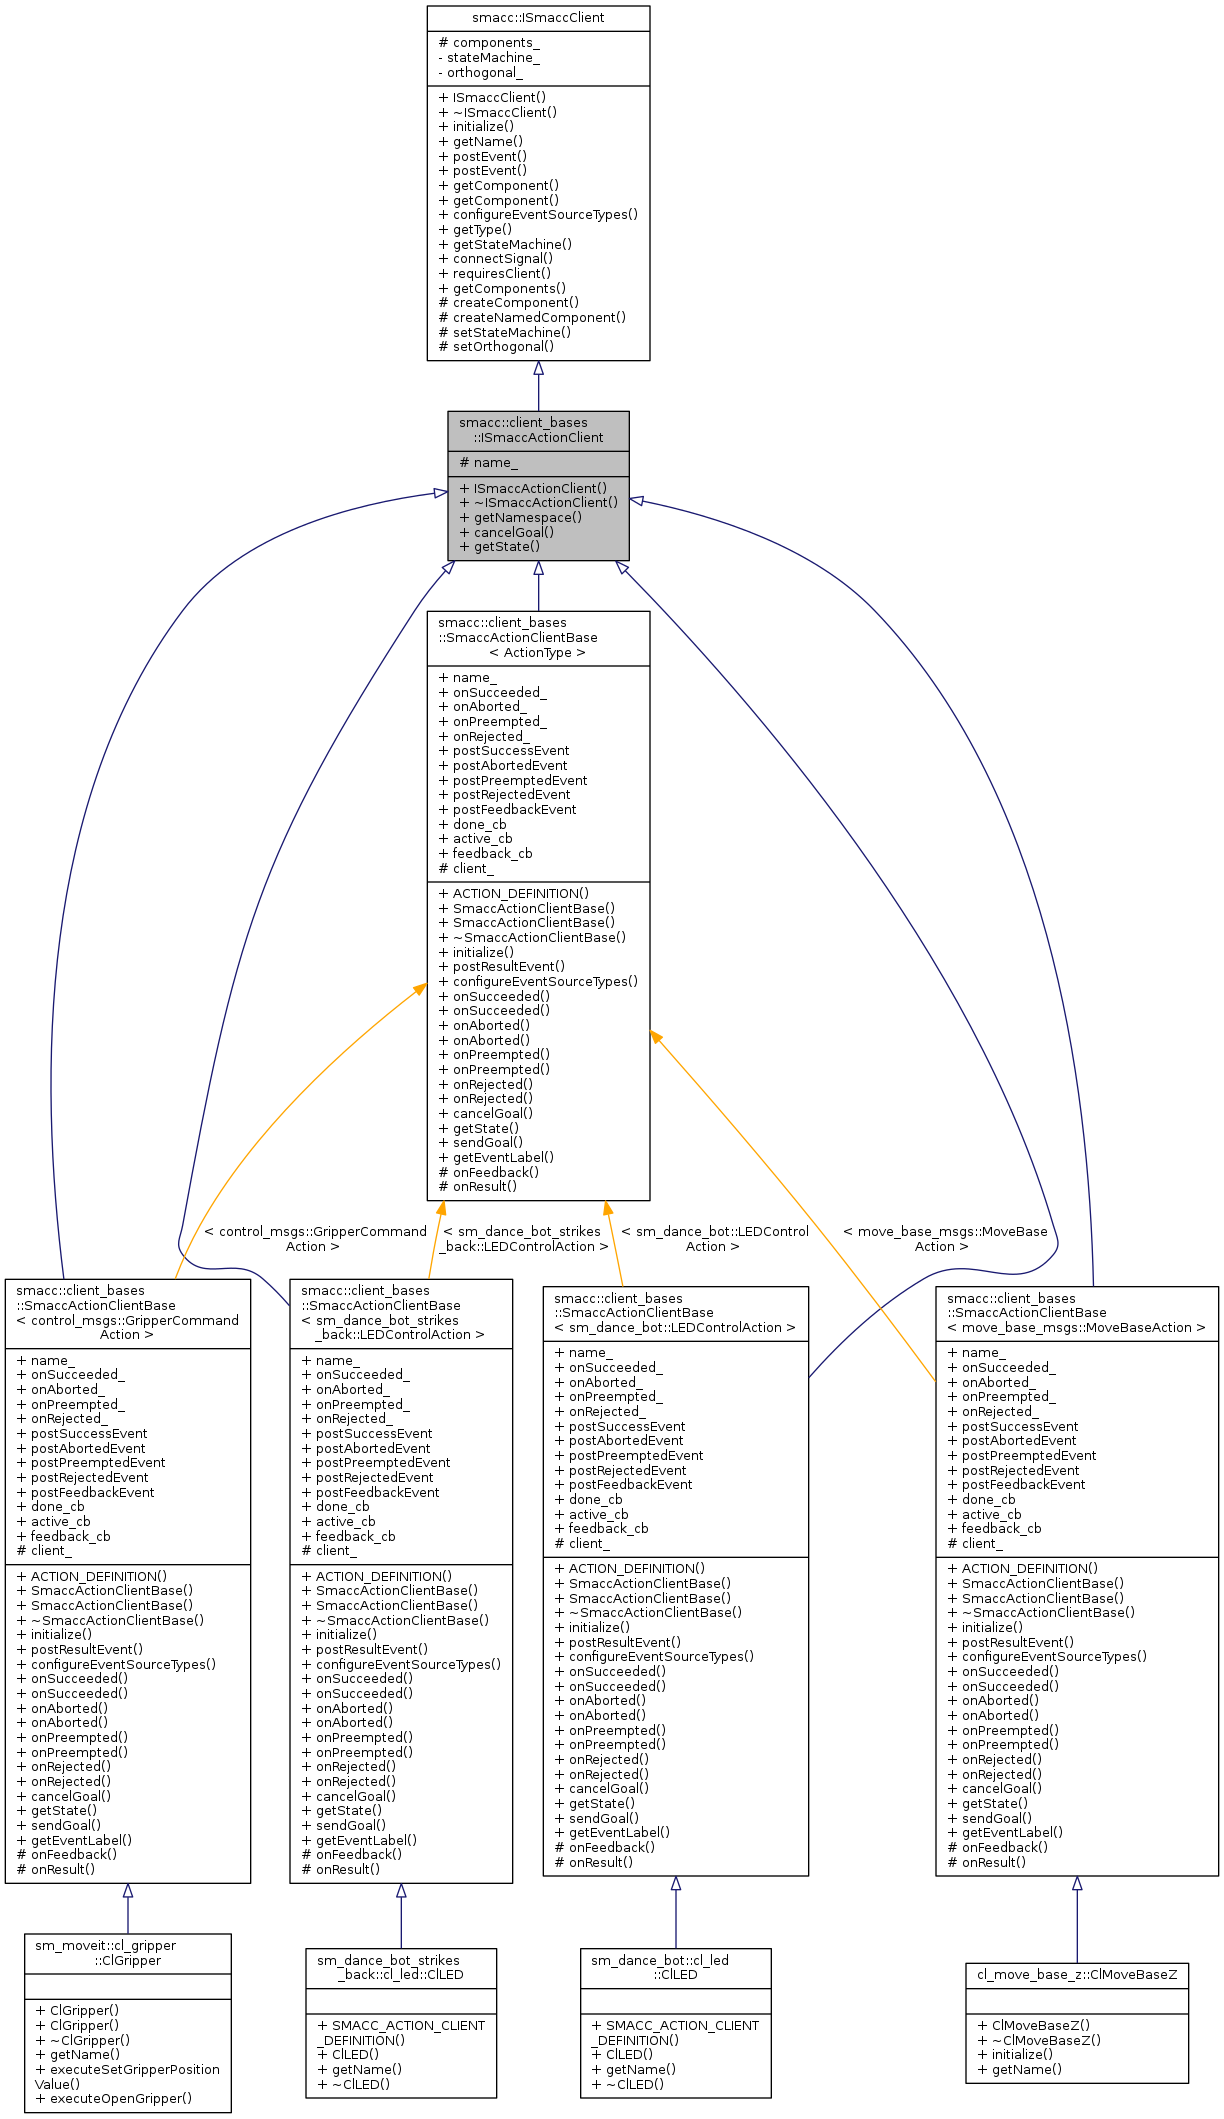 smacc::ISmaccClient
# components_
- stateMachine_
- orthogonal_
+ ISmaccClient()
+ ~ISmaccClient()
+ initialize()
+ getName()
+ postEvent()
+ postEvent()
+ getComponent()
+ getComponent()
+ configureEventSourceTypes()
+ getType()
+ getStateMachine()
+ connectSignal()
+ requiresClient()
+ getComponents()
# createComponent()
# createNamedComponent()
# setStateMachine()
# setOrthogonal()
smacc::client_bases
::ISmaccActionClient
# name_
+ ISmaccActionClient()
+ ~ISmaccActionClient()
+ getNamespace()
+ cancelGoal()
+ getState()
smacc::client_bases
::SmaccActionClientBase
< ActionType >
+ name_
+ onSucceeded_
+ onAborted_
+ onPreempted_
+ onRejected_
+ postSuccessEvent
+ postAbortedEvent
+ postPreemptedEvent
+ postRejectedEvent
+ postFeedbackEvent
+ done_cb
+ active_cb
+ feedback_cb
# client_
+ ACTION_DEFINITION()
+ SmaccActionClientBase()
+ SmaccActionClientBase()
+ ~SmaccActionClientBase()
+ initialize()
+ postResultEvent()
+ configureEventSourceTypes()
+ onSucceeded()
+ onSucceeded()
+ onAborted()
+ onAborted()
+ onPreempted()
+ onPreempted()
+ onRejected()
+ onRejected()
+ cancelGoal()
+ getState()
+ sendGoal()
+ getEventLabel()
# onFeedback()
# onResult()
< control_msgs::GripperCommand
Action >
< sm_dance_bot_strikes
_back::LEDControlAction >
< sm_dance_bot::LEDControl
Action >
< move_base_msgs::MoveBase
Action >
smacc::client_bases
::SmaccActionClientBase
< control_msgs::GripperCommand
Action >
+ name_
+ onSucceeded_
+ onAborted_
+ onPreempted_
+ onRejected_
+ postSuccessEvent
+ postAbortedEvent
+ postPreemptedEvent
+ postRejectedEvent
+ postFeedbackEvent
+ done_cb
+ active_cb
+ feedback_cb
# client_
+ ACTION_DEFINITION()
+ SmaccActionClientBase()
+ SmaccActionClientBase()
+ ~SmaccActionClientBase()
+ initialize()
+ postResultEvent()
+ configureEventSourceTypes()
+ onSucceeded()
+ onSucceeded()
+ onAborted()
+ onAborted()
+ onPreempted()
+ onPreempted()
+ onRejected()
+ onRejected()
+ cancelGoal()
+ getState()
+ sendGoal()
+ getEventLabel()
# onFeedback()
# onResult()
smacc::client_bases
::SmaccActionClientBase
< sm_dance_bot_strikes
_back::LEDControlAction >
+ name_
+ onSucceeded_
+ onAborted_
+ onPreempted_
+ onRejected_
+ postSuccessEvent
+ postAbortedEvent
+ postPreemptedEvent
+ postRejectedEvent
+ postFeedbackEvent
+ done_cb
+ active_cb
+ feedback_cb
# client_
+ ACTION_DEFINITION()
+ SmaccActionClientBase()
+ SmaccActionClientBase()
+ ~SmaccActionClientBase()
+ initialize()
+ postResultEvent()
+ configureEventSourceTypes()
+ onSucceeded()
+ onSucceeded()
+ onAborted()
+ onAborted()
+ onPreempted()
+ onPreempted()
+ onRejected()
+ onRejected()
+ cancelGoal()
+ getState()
+ sendGoal()
+ getEventLabel()
# onFeedback()
# onResult()
smacc::client_bases
::SmaccActionClientBase
< sm_dance_bot::LEDControlAction >
+ name_
+ onSucceeded_
+ onAborted_
+ onPreempted_
+ onRejected_
+ postSuccessEvent
+ postAbortedEvent
+ postPreemptedEvent
+ postRejectedEvent
+ postFeedbackEvent
+ done_cb
+ active_cb
+ feedback_cb
# client_
+ ACTION_DEFINITION()
+ SmaccActionClientBase()
+ SmaccActionClientBase()
+ ~SmaccActionClientBase()
+ initialize()
+ postResultEvent()
+ configureEventSourceTypes()
+ onSucceeded()
+ onSucceeded()
+ onAborted()
+ onAborted()
+ onPreempted()
+ onPreempted()
+ onRejected()
+ onRejected()
+ cancelGoal()
+ getState()
+ sendGoal()
+ getEventLabel()
# onFeedback()
# onResult()
smacc::client_bases
::SmaccActionClientBase
< move_base_msgs::MoveBaseAction >
+ name_
+ onSucceeded_
+ onAborted_
+ onPreempted_
+ onRejected_
+ postSuccessEvent
+ postAbortedEvent
+ postPreemptedEvent
+ postRejectedEvent
+ postFeedbackEvent
+ done_cb
+ active_cb
+ feedback_cb
# client_
+ ACTION_DEFINITION()
+ SmaccActionClientBase()
+ SmaccActionClientBase()
+ ~SmaccActionClientBase()
+ initialize()
+ postResultEvent()
+ configureEventSourceTypes()
+ onSucceeded()
+ onSucceeded()
+ onAborted()
+ onAborted()
+ onPreempted()
+ onPreempted()
+ onRejected()
+ onRejected()
+ cancelGoal()
+ getState()
+ sendGoal()
+ getEventLabel()
# onFeedback()
# onResult()
sm_moveit::cl_gripper
::ClGripper
+ ClGripper()
+ ClGripper()
+ ~ClGripper()
+ getName()
+ executeSetGripperPosition
Value()
+ executeOpenGripper()
sm_dance_bot_strikes
_back::cl_led::ClLED
+ SMACC_ACTION_CLIENT
_DEFINITION()
+ ClLED()
+ getName()
+ ~ClLED()
sm_dance_bot::cl_led
::ClLED
+ SMACC_ACTION_CLIENT
_DEFINITION()
+ ClLED()
+ getName()
+ ~ClLED()
cl_move_base_z::ClMoveBaseZ
+ ClMoveBaseZ()
+ ~ClMoveBaseZ()
+ initialize()
+ getName()